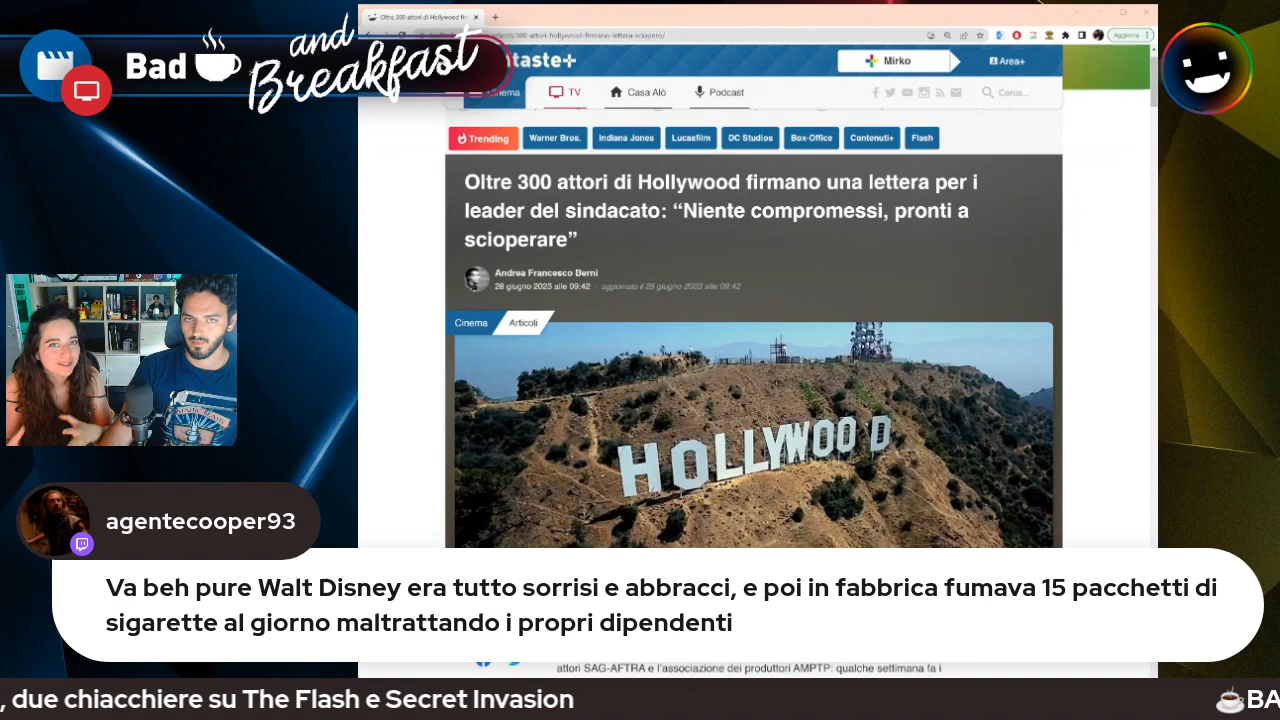 Bad and Breakfast
Oltre 300 attori di Hollywood fir
Aggiorna
taste+
Mirko
Area+
TV
Casa Alò
Podcast
Cerca...
Trending
Warner Bros.
Indiana Jones
Lucasfilm
DC Studios
Box-Office
Contenuti+
Flash
Oltre 300 attori di Hollywood firmano una lettera per i
leader del sindacato: “Niente compromessi, pronti a
scioperare”
Andrea Francesco Berni
28 giugno 2023 alle 09:42 · aggiornato il 28 giugno 2023 alle 09:42
Cinema
Articoli
HOLLYWOOD
agentecooper93
Va beh pure Walt Disney era tutto sorrisi e abbracci, e poi in fabbrica fumava 15 pacchetti di
sigarette al giorno maltrattando i propri dipendenti
attori SAG-AFTRA e l'associazione dei produttori AMPTP: qualche settimana fa i
, due chiacchiere su The Flash e Secret Invasion
BA